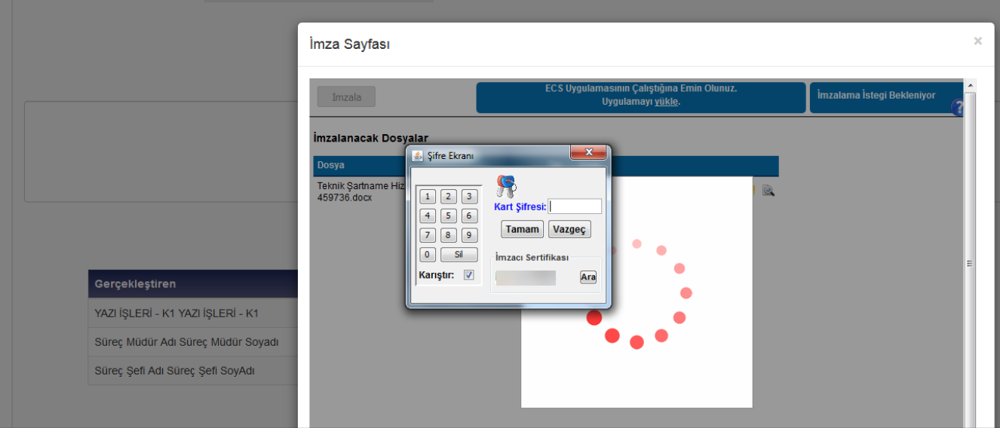 İmza Sayfası
×
İmzala
ECS Uygulamasının Çalıştığına Emin Olunuz.
Uygulamayı yükle.
İmzalama İstegi Bekleniyor
?
İmzalanacak Dosyalar
Dosya
Teknik Şartname Hiz
459736.docx
Şifre Ekranı
1 2 3
4 5 6
7 8 9
0 Sil
Karıştır:
Kart Şifresi:
Tamam Vazgeç
İmzacı Sertifikası
Ara
Gerçekleştiren
YAZI İŞLERİ - K1 YAZI İŞLERİ - K1
Süreç Müdür Adı Süreç Müdür Soyadı
Süreç Şefi Adı Süreç Şefi SoyAdı